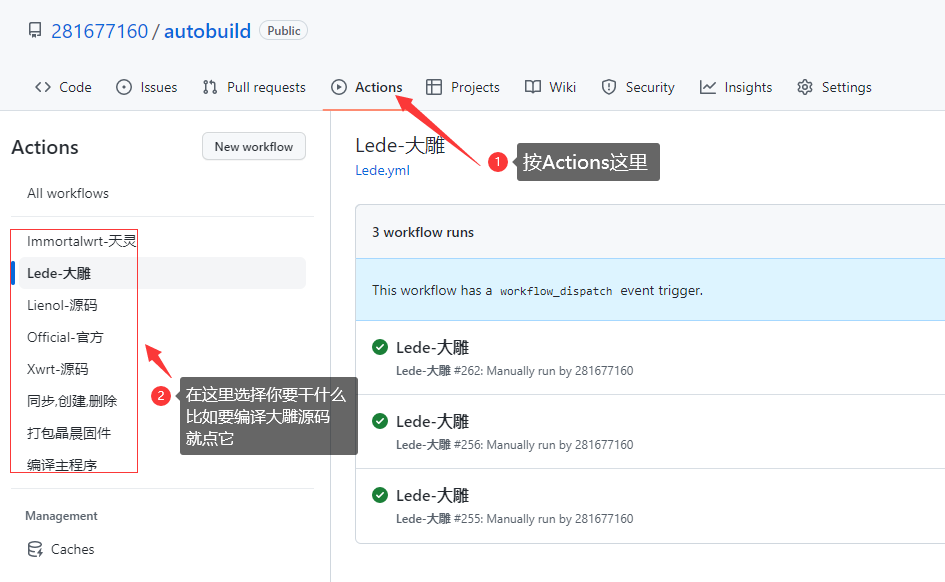 281677160 / autobuild Public
Code Issues Pull requests Actions Projects Wiki Insights Security Settings
Actions
New workflow
All workflows
Immortalwrt-天灵
Lede-大雕
Lienol-源码
Official-官方
Xwrt-源码
同步,创建,删除
打包晶晨固件
编译主程序
Management
Caches
Lede-大雕
Lede.yml
1 按Actions这里
3 workflow runs
This workflow has a workflow_dispatch event trigger.
Lede-大雕
Lede-大雕 #262: Manually run by 281677160
Lede-大雕
Lede-大雕 #256: Manually run by 281677160
Lede-大雕
Lede-大雕 #255: Manually run by 281677160
2 在这里选择你要干什么
比如要编译大雕源码
就点它